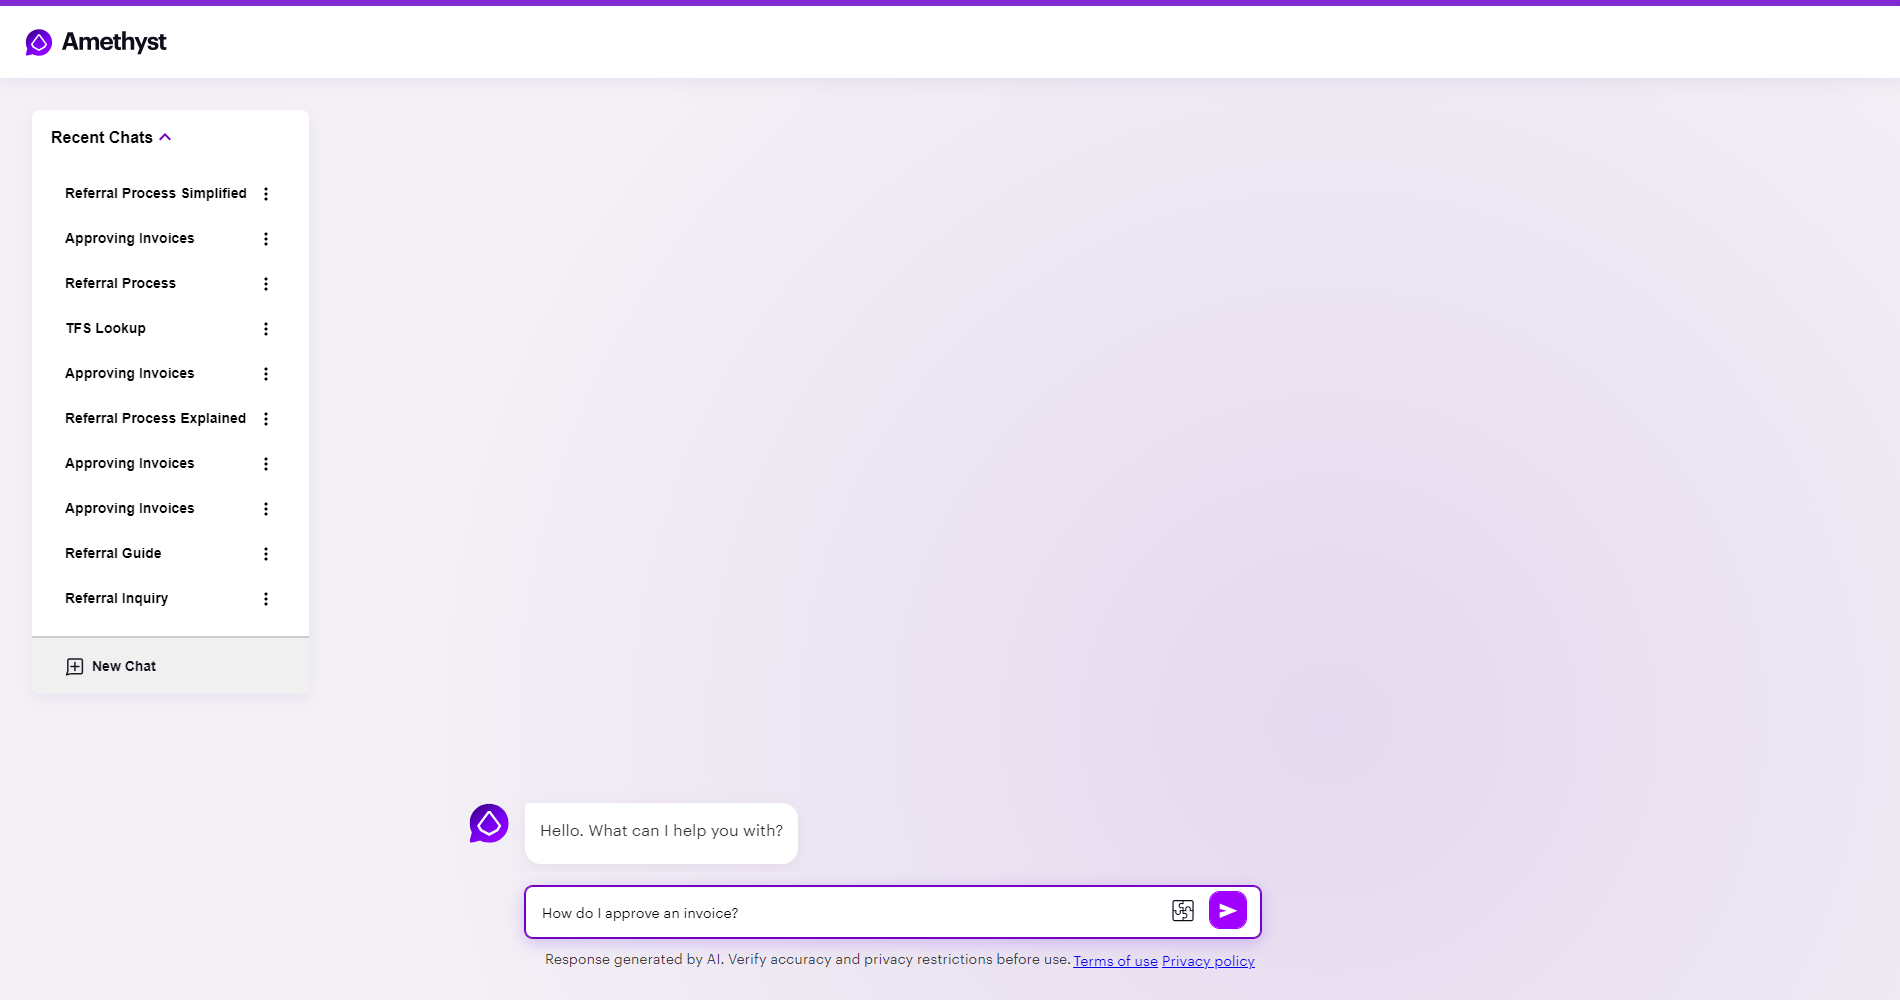 Amethyst
Recent Chats
Referral Process Simplified
Approving Invoices
Referral Process
TFS Lookup
Approving Invoices
Referral Process Explained
Approving Invoices
Approving Invoices
Referral Guide
Referral Inquiry
New Chat
Hello. What can I help you with?
How do I approve an invoice?
Response generated by AI. Verify accuracy and privacy restrictions before use. Terms of use Privacy policy